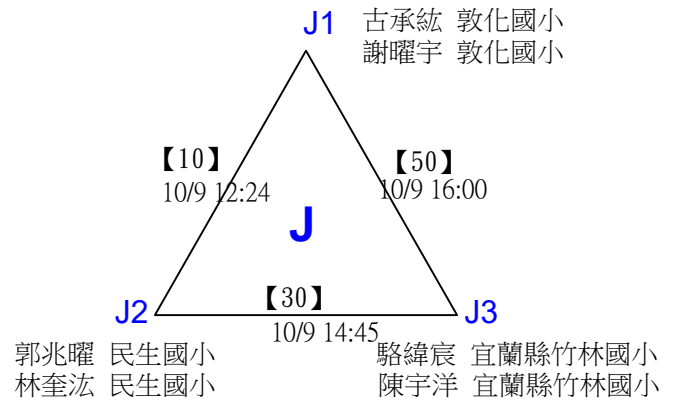 J1
古承紘 敦化國小
謝曜宇 敦化國小
【10】
10/9 12:24
【50】
10/9 16:00
J
【30】
10/9 14:45
J2
J3
郭兆曜 民生國小
林奎汯 民生國小
駱緯宸 宜蘭縣竹林國小
陳宇洋 宜蘭縣竹林國小